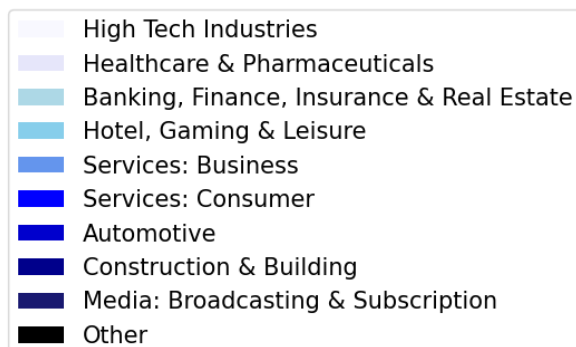 High Tech Industries
Healthcare & Pharmaceuticals
Banking, Finance, Insurance & Real Estate
Hotel, Gaming & Leisure
Services: Business
Services: Consumer
Automotive
Construction & Building
Media: Broadcasting & Subscription
Other